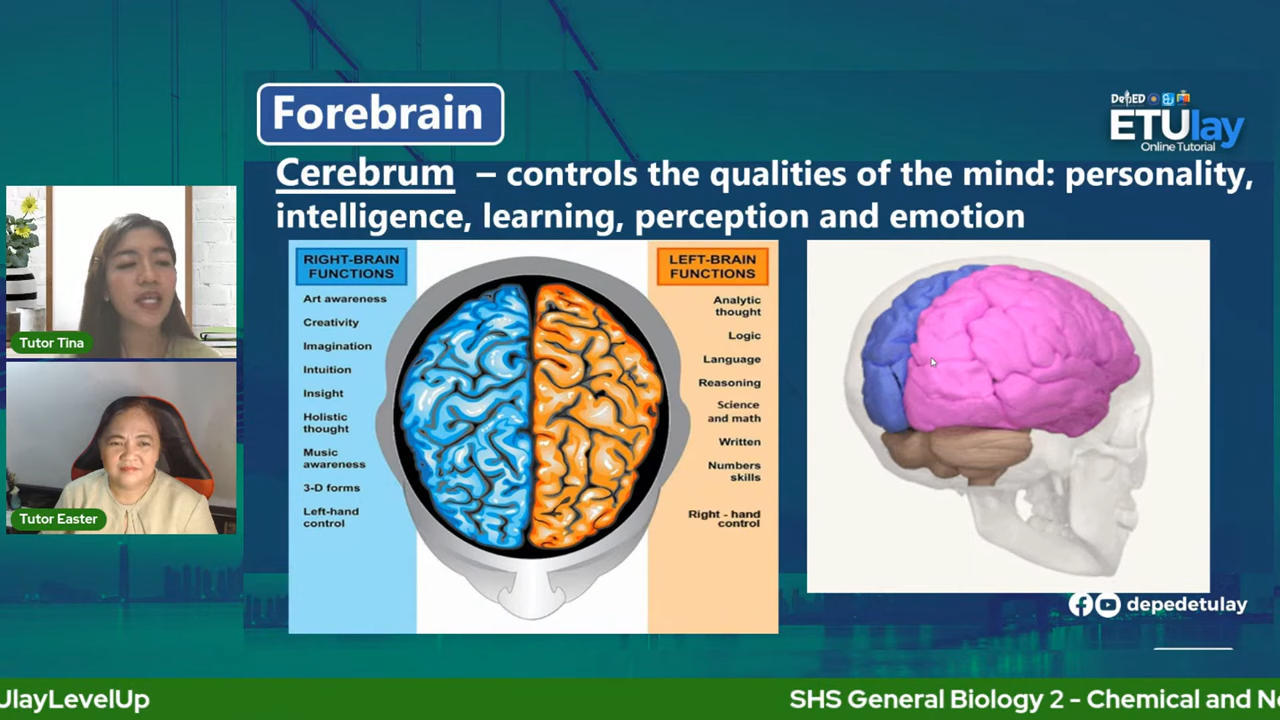 Forebrain
DepED
ETUlay
Online Tutorial
Cerebrum – controls the qualities of the mind: personality,
intelligence, learning, perception and emotion
RIGHT-BRAIN
FUNCTIONS
Art awareness
Creativity
Imagination
Intuition
Insight
Holistic
thought
Music
awareness
3-D forms
Left-hand
control
LEFT-BRAIN
FUNCTIONS
Analytic
thought
Logic
Language
Reasoning
Science
and math
Written
Numbers
skills
Right - hand
control
Tutor Tina
Tutor Easter
depedetulay
UlayLevelUp
SHS General Biology 2 - Chemical and Ne